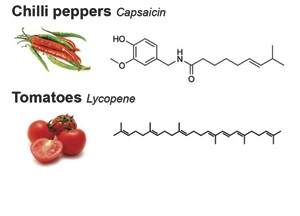 Chilli peppers Capsaicin
HO
H
N
O
O
Tomatoes Lycopene